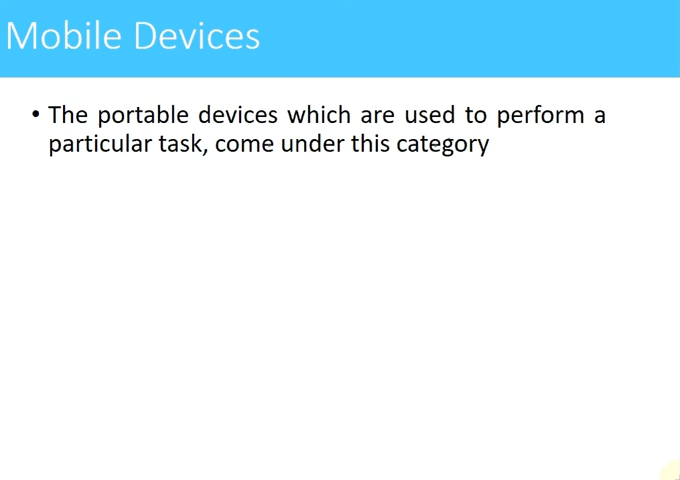 Mobile Devices
• The portable devices which are used to perform a
particular task, come under this category